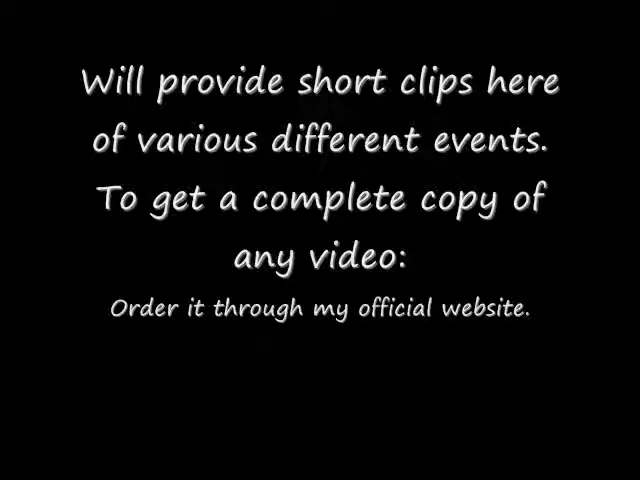 Will provide short clips here
of various different events.
To get a complete copy of
any video:
Order it through my official website.